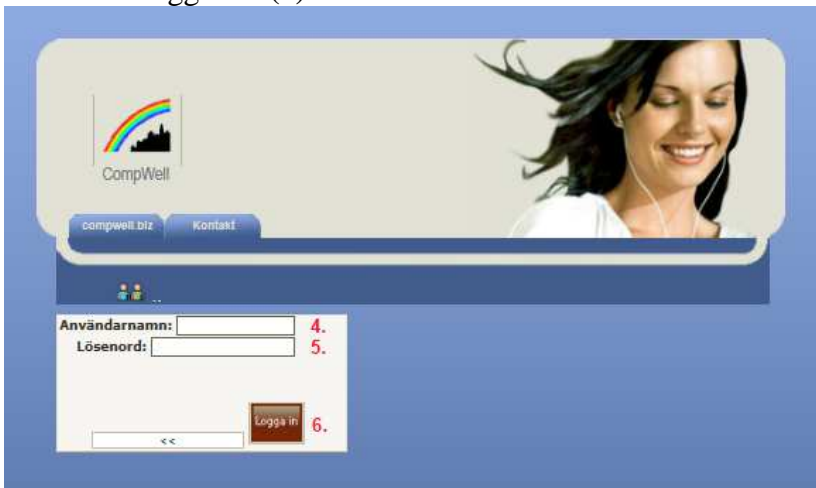 CompWell
compwell.biz Kontakt
..
Användarnamn: 4.
Lösenord: 5.
Logga in 6.
<<